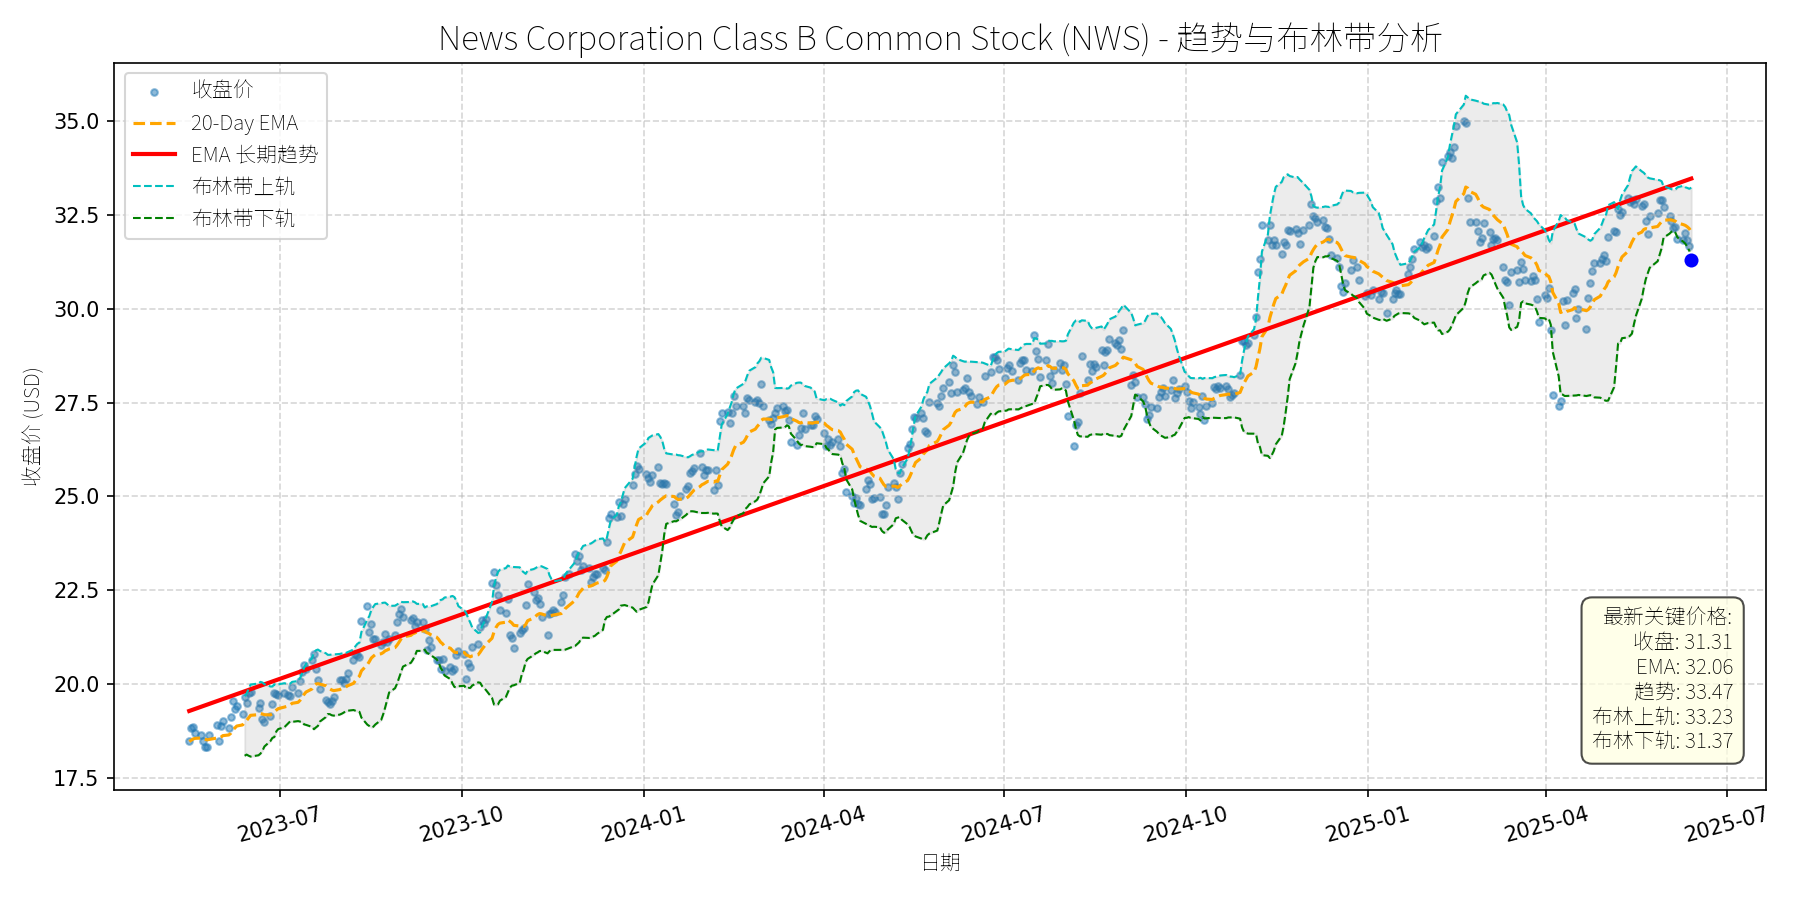 News Corporation Class B Common Stock (NWS) - 趋势与布林带分析
收盘价
20-Day EMA
EMA 长期趋势
布林带上轨
布林带下轨
收盘价 (USD)
35.0
32.5
30.0
27.5
25.0
22.5
20.0
17.5
最新关键价格:
收盘: 31.31
EMA: 32.06
趋势: 33.47
布林上轨: 33.23
布林下轨: 31.37
2023-07
2023-10
2024-01
2024-04
2024-07
2024-10
2025-01
2025-04
2025-07
日期